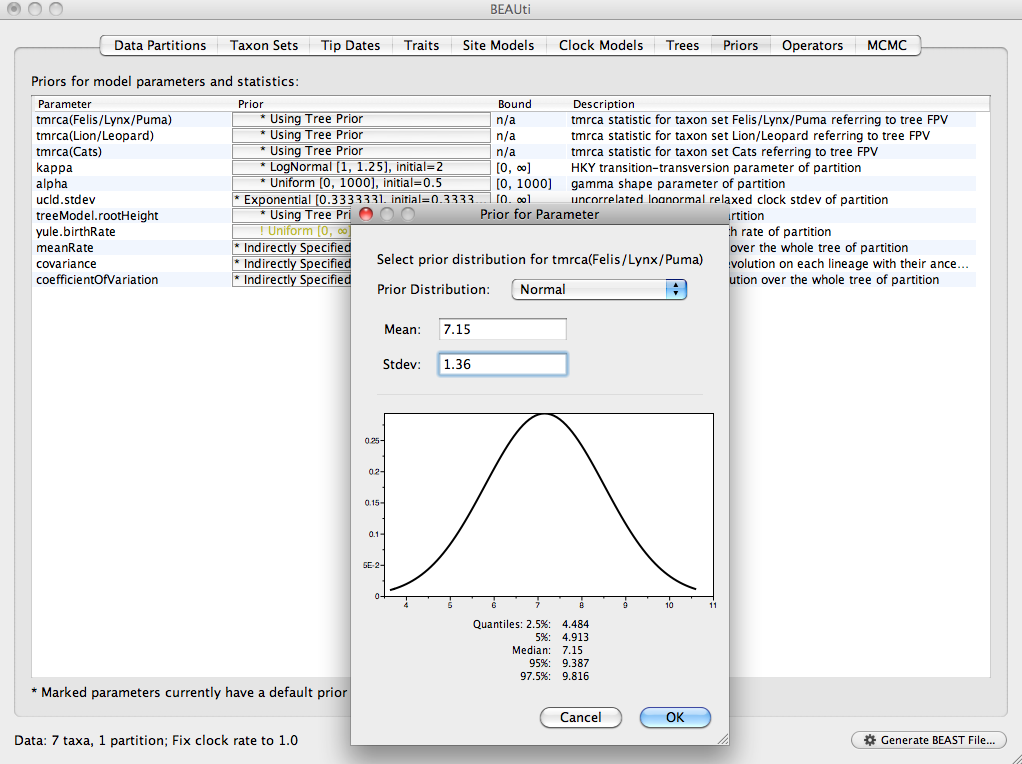 BEAUti
Data Partitions Taxon Sets Tip Dates Traits Site Models Clock Models Trees Priors Operators MCMC
Priors for model parameters and statistics:
Parameter Prior Bound Description
tmrca(Felis/Lynx/Puma) * Using Tree Prior n/a tmrca statistic for taxon set Felis/Lynx/Puma referring to tree FPV
tmrca(Lion/Leopard) * Using Tree Prior n/a tmrca statistic for taxon set Lion/Leopard referring to tree FPV
tmrca(Cats) * Using Tree Prior n/a tmrca statistic for taxon set Cats referring to tree FPV
kappa * LogNormal [1, 1.25], initial=2 [0, ∞] HKY transition-transversion parameter of partition
alpha * Uniform [0, 1000], initial=0.5 [0, 1000] gamma shape parameter of partition
ucld.stdev * Exponential [0.333333], initial=0.3333... [0, ∞] uncorrelated lognormal relaxed clock stdev of partition
treeModel.rootHeight * Using Tree Pri artition
yule.birthRate ! Uniform [0, ∞] h rate of partition
meanRate * Indirectly Specified over the whole tree of partition
covariance * Indirectly Specified evolution on each lineage with their ance...
coefficientOfVariation * Indirectly Specified ution over the whole tree of partition
Prior for Parameter
Select prior distribution for tmrca(Felis/Lynx/Puma)
Prior Distribution: Normal
Mean: 7.15
Stdev: 1.36
0.25
0.2
0.15
0.1
5E-2
0
4 5 6 7 8 9 10 11
Quantiles: 2.5%: 4.484
5%: 4.913
Median: 7.15
95%: 9.387
97.5%: 9.816
Cancel OK
* Marked parameters currently have a default prior
Data: 7 taxa, 1 partition; Fix clock rate to 1.0
Generate BEAST File...